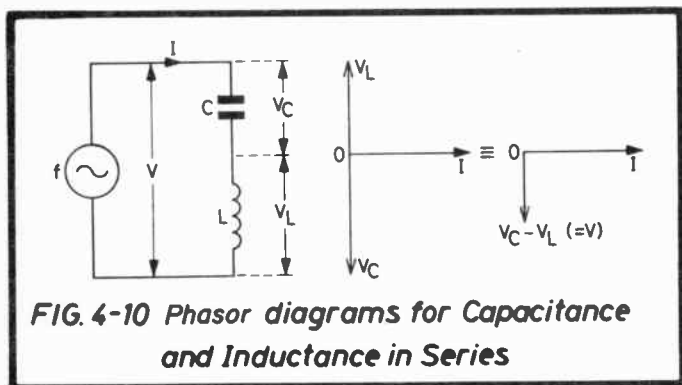 I
C
V_C
f
V
L
V_L
V_L
0
I
V_C
≡
0
I
V_C – V_L (=V)
FIG. 4-10 Phasor diagrams for Capacitance
and Inductance in Series